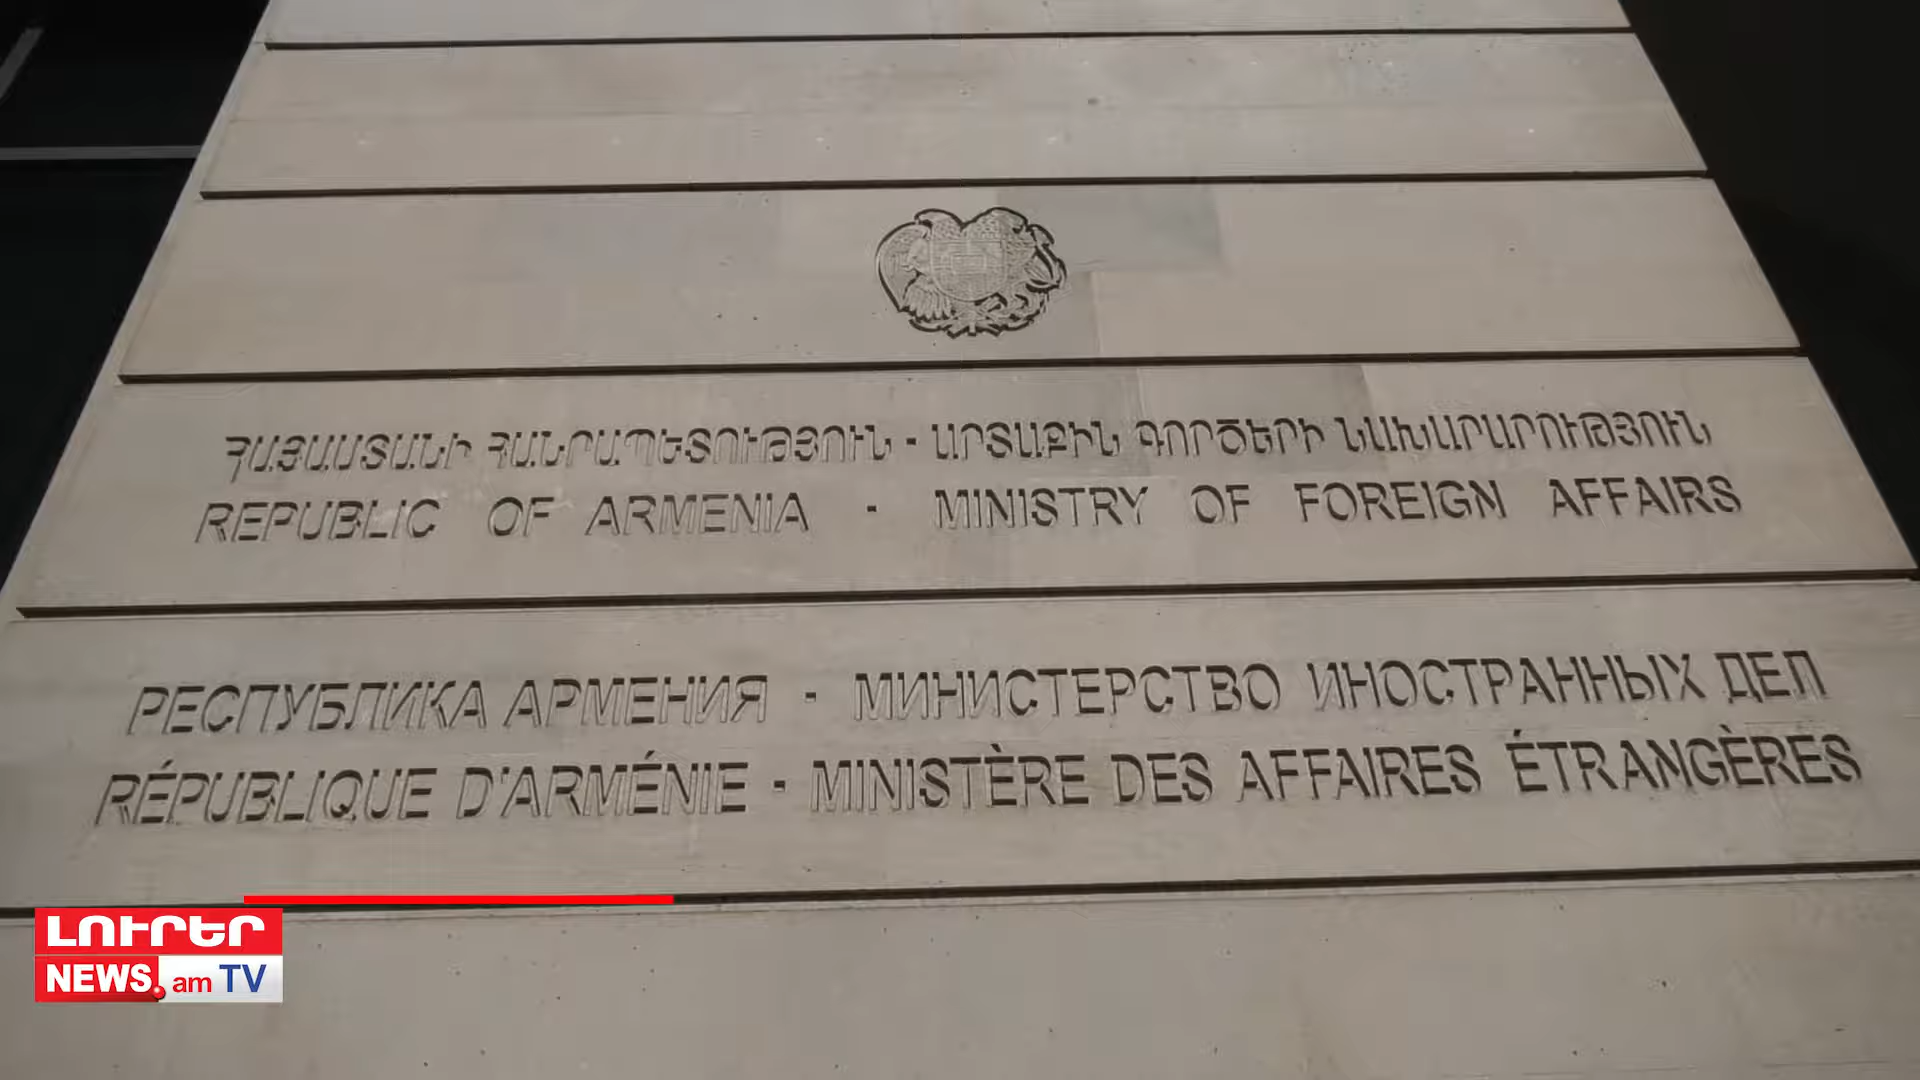 ՀԱՅԱՍՏԱՆԻ ՀԱՆՐԱՊԵՏՈՒԹՅՈՒՆ - ԱՐՏԱՔԻՆ ԳՈՐԾԵՐԻ ՆԱԽԱՐԱՐՈՒԹՅՈՒՆ
REPUBLIC OF ARMENIA - MINISTRY OF FOREIGN AFFAIRS
РЕСПУБЛИКА АРМЕНИЯ - МИНИСТЕРСТВО ИНОСТРАННЫХ ДЕЛ
RÉPUBLIQUE D'ARMÉNIE - MINISTÈRE DES AFFAIRES ÉTRANGÈRES
ԼՈՒՐԵՐ
NEWS.am TV